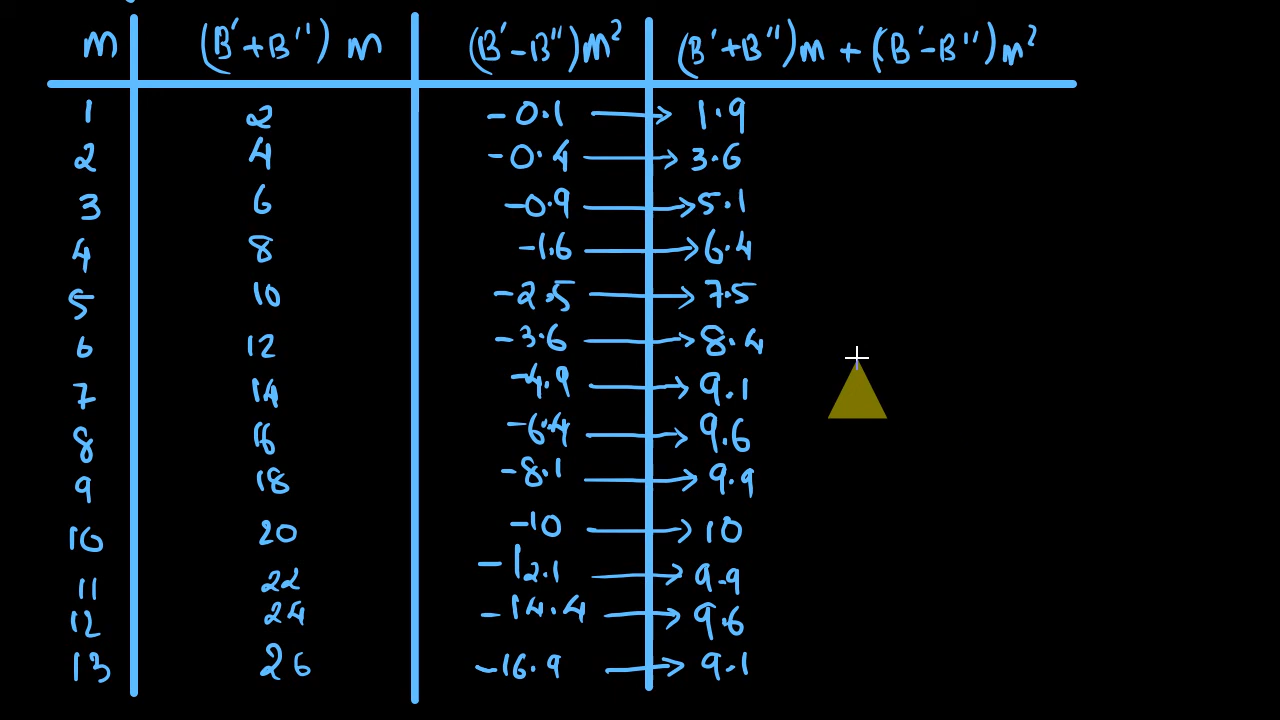 m (B′+B″) m (B′−B″)m² (B′+B″)m + (B′−B″)m²
1 2 −0.1 → 1.9
2 4 −0.4 → 3.6
3 6 −0.9 → 5.1
4 8 −1.6 → 6.4
5 10 −2.5 → 7.5
6 12 −3.6 → 8.4
7 14 −4.9 → 9.1
8 16 −6.4 → 9.6
9 18 −8.1 → 9.9
10 20 −10 → 10
11 22 −12.1 → 9.9
12 24 −14.4 → 9.6
13 26 −16.9 → 9.1